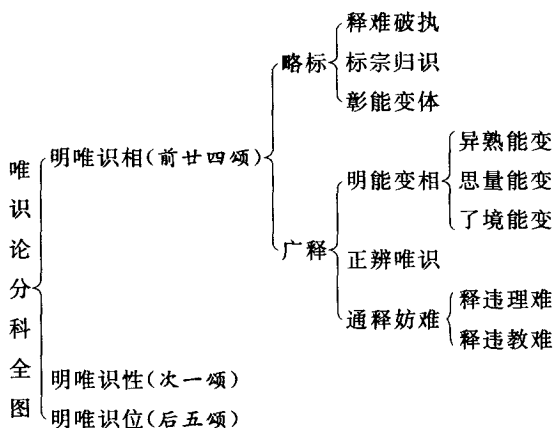 唯识论分科全图
明唯识相(前廿四颂)
略标
释难破执
标宗归识
彰能变体
广释
明能变相
异熟能变
思量能变
了境能变
正辨唯识
通释妨难
释违理难
释违教难
明唯识性(次一颂)
明唯识位(后五颂)